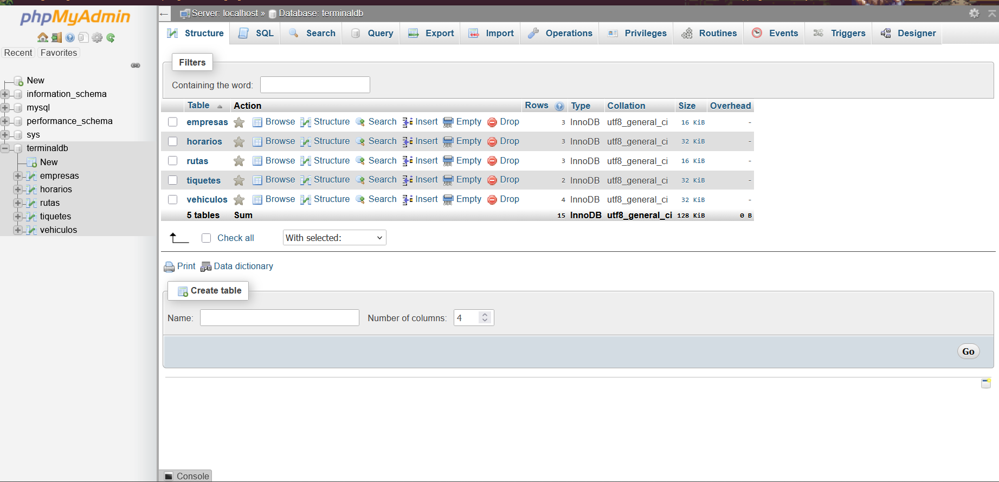 phpMyAdmin
Recent Favorites
New
information_schema
mysql
performance_schema
sys
terminaldb
New
empresas
horarios
rutas
tiquetes
vehiculos
Server: localhost » Database: terminaldb
Structure SQL Search Query Export Import Operations Privileges Routines Events Triggers Designer
Filters
Containing the word:
Table Action Rows Type Collation Size Overhead
empresas Browse Structure Search Insert Empty Drop 3 InnoDB utf8_general_ci 16 KiB -
horarios Browse Structure Search Insert Empty Drop 3 InnoDB utf8_general_ci 32 KiB -
rutas Browse Structure Search Insert Empty Drop 3 InnoDB utf8_general_ci 16 KiB -
tiquetes Browse Structure Search Insert Empty Drop 2 InnoDB utf8_general_ci 32 KiB -
vehiculos Browse Structure Search Insert Empty Drop 4 InnoDB utf8_general_ci 32 KiB -
5 tables Sum 15 InnoDB utf8_general_ci 128 KiB 0 B
Check all With selected:
Print Data dictionary
Create table
Name: Number of columns: 4
Go
Console